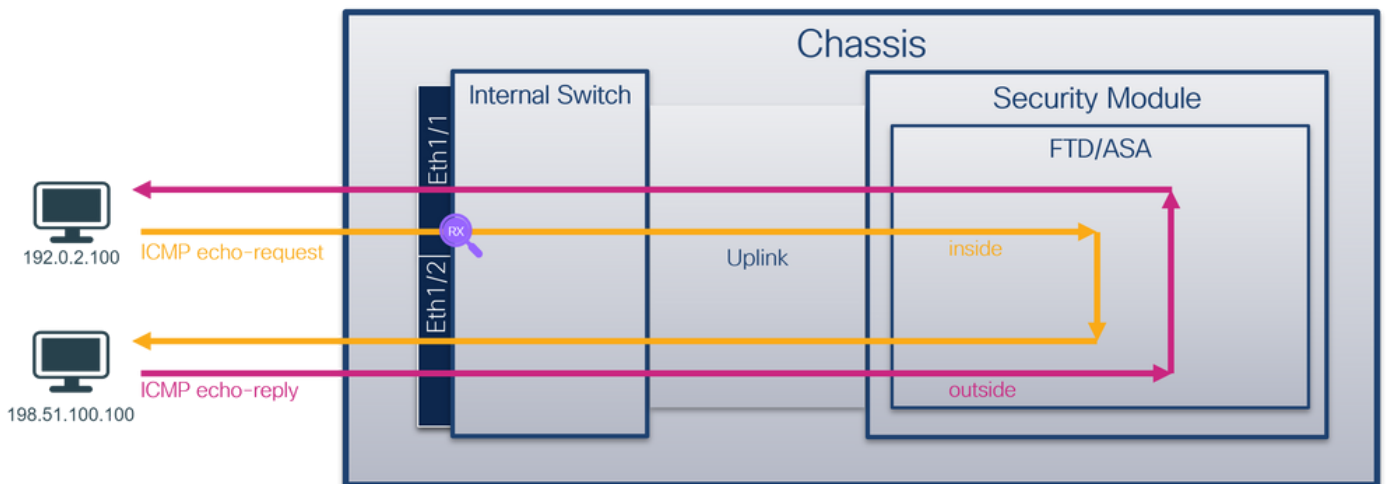 Chassis
Internal Switch
Security Module
FTD/ASA
Eth1/1
RX
192.0.2.100
ICMP echo-request
Uplink
inside
Eth1/2
198.51.100.100
ICMP echo-reply
outside